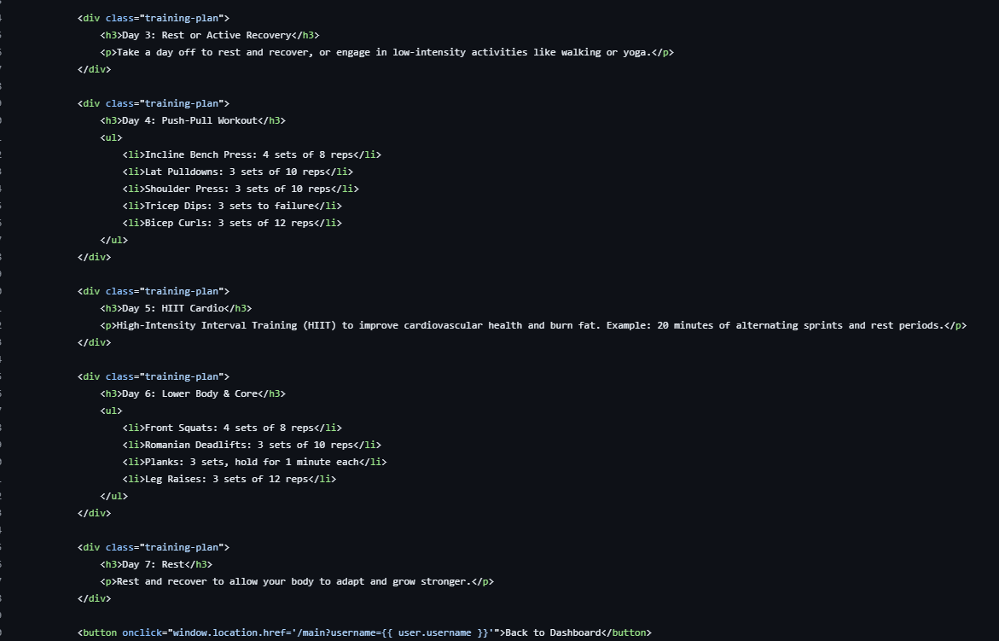 <div class="training-plan">
<h3>Day 3: Rest or Active Recovery</h3>
<p>Take a day off to rest and recover, or engage in low-intensity activities like walking or yoga.</p>
</div>
<div class="training-plan">
<h3>Day 4: Push-Pull Workout</h3>
<ul>
<li>Incline Bench Press: 4 sets of 8 reps</li>
<li>Lat Pulldowns: 3 sets of 10 reps</li>
<li>Shoulder Press: 3 sets of 10 reps</li>
<li>Tricep Dips: 3 sets to failure</li>
<li>Bicep Curls: 3 sets of 12 reps</li>
</ul>
</div>
<div class="training-plan">
<h3>Day 5: HIIT Cardio</h3>
<p>High-Intensity Interval Training (HIIT) to improve cardiovascular health and burn fat. Example: 20 minutes of alternating sprints and rest periods.</p>
</div>
<div class="training-plan">
<h3>Day 6: Lower Body & Core</h3>
<ul>
<li>Front Squats: 4 sets of 8 reps</li>
<li>Romanian Deadlifts: 3 sets of 10 reps</li>
<li>Planks: 3 sets, hold for 1 minute each</li>
<li>Leg Raises: 3 sets of 12 reps</li>
</ul>
</div>
<div class="training-plan">
<h3>Day 7: Rest</h3>
<p>Rest and recover to allow your body to adapt and grow stronger.</p>
</div>
<button onclick="window.location.href='/main?username={{ user.username }}'">Back to Dashboard</button>